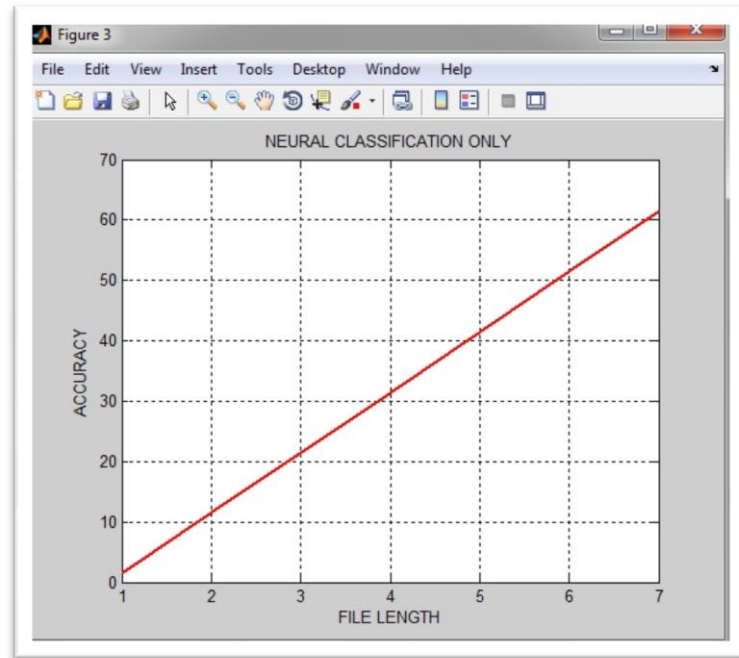 Figure 3
File Edit View Insert Tools Desktop Window Help
NEURAL CLASSIFICATION ONLY
70
60
50
40
30
20
10
0
ACCURACY
1 2 3 4 5 6 7
FILE LENGTH